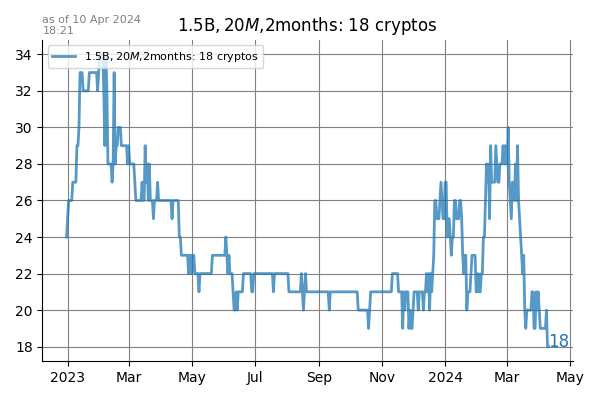 as of 10 Apr 2024
18:21
1.5B, 20M,2months: 18 cryptos
1.5B, 20M,2months: 18 cryptos
34
32
30
28
26
24
22
20
18
18
2023 Mar May Jul Sep Nov 2024 Mar May